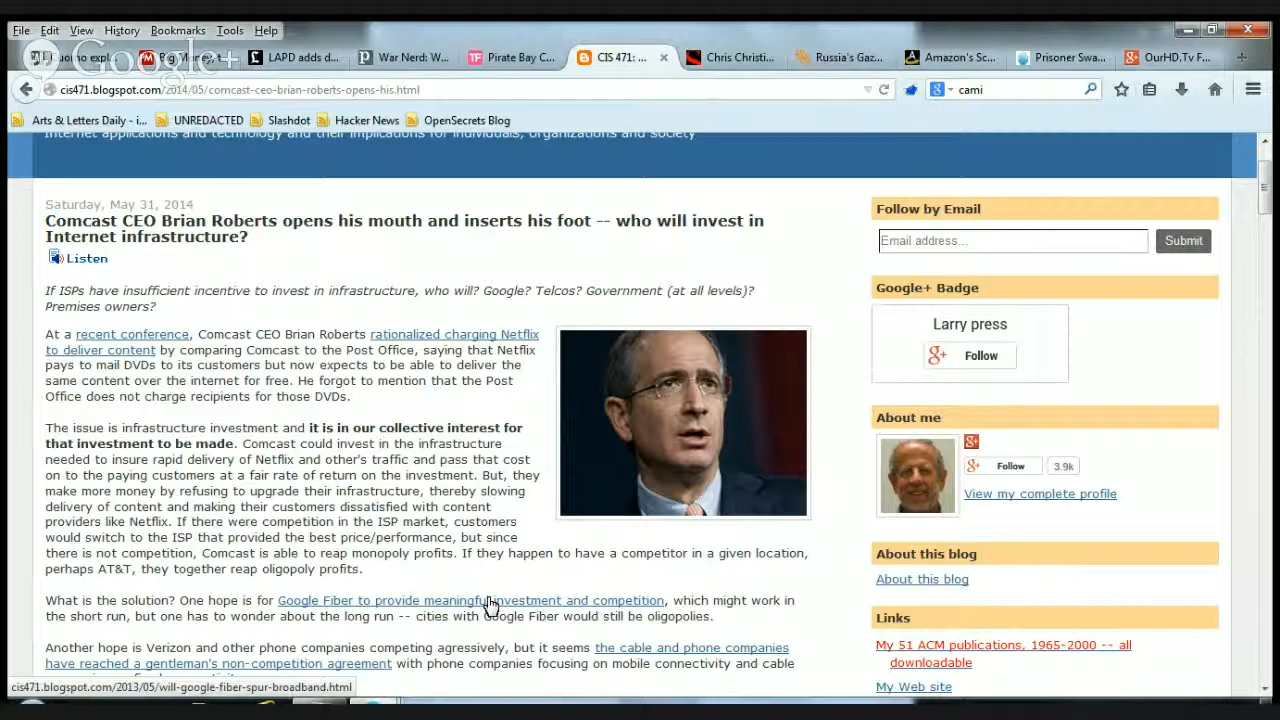 File Edit View History Bookmarks Tools Help
Google+
LAPD adds d... War Nerd: W... Pirate Bay C... CIS 471: ... Chris Christi... Russia's Gaz... Amazon's Sc... Prisoner Swa... OurHD.Tv F...
cis471.blogspot.com/2014/05/comcast-ceo-brian-roberts-opens-his.html
cami
Arts & Letters Daily - i... UNREDACTED Slashdot Hacker News OpenSecrets Blog
Internet applications and technology and their implications for individuals, organizations and society
Saturday, May 31, 2014
Comcast CEO Brian Roberts opens his mouth and inserts his foot -- who will invest in
Internet infrastructure?
Listen
If ISPs have insufficient incentive to invest in infrastructure, who will? Google? Telcos? Government (at all levels)?
Premises owners?
At a recent conference, Comcast CEO Brian Roberts rationalized charging Netflix
to deliver content by comparing Comcast to the Post Office, saying that Netflix
pays to mail DVDs to its customers but now expects to be able to deliver the
same content over the internet for free. He forgot to mention that the Post
Office does not charge recipients for those DVDs.
The issue is infrastructure investment and it is in our collective interest for
that investment to be made. Comcast could invest in the infrastructure
needed to insure rapid delivery of Netflix and other's traffic and pass that cost
on to the paying customers at a fair rate of return on the investment. But, they
make more money by refusing to upgrade their infrastructure, thereby slowing
delivery of content and making their customers dissatisfied with content
providers like Netflix. If there were competition in the ISP market, customers
would switch to the ISP that provided the best price/performance, but since
there is not competition, Comcast is able to reap monopoly profits. If they happen to have a competitor in a given location,
perhaps AT&T, they together reap oligopoly profits.
What is the solution? One hope is for Google Fiber to provide meaningful investment and competition, which might work in
the short run, but one has to wonder about the long run -- cities with Google Fiber would still be oligopolies.
Another hope is Verizon and other phone companies competing agressively, but it seems the cable and phone companies
have reached a gentleman's non-competition agreement with phone companies focusing on mobile connectivity and cable
Follow by Email
Email address...
Submit
Google+ Badge
Larry press
Follow
About me
Follow 3.9k
View my complete profile
About this blog
About this blog
Links
My 51 ACM publications, 1965-2000 -- all
downloadable
My Web site
cis471.blogspot.com/2013/05/will-google-fiber-spur-broadband.html